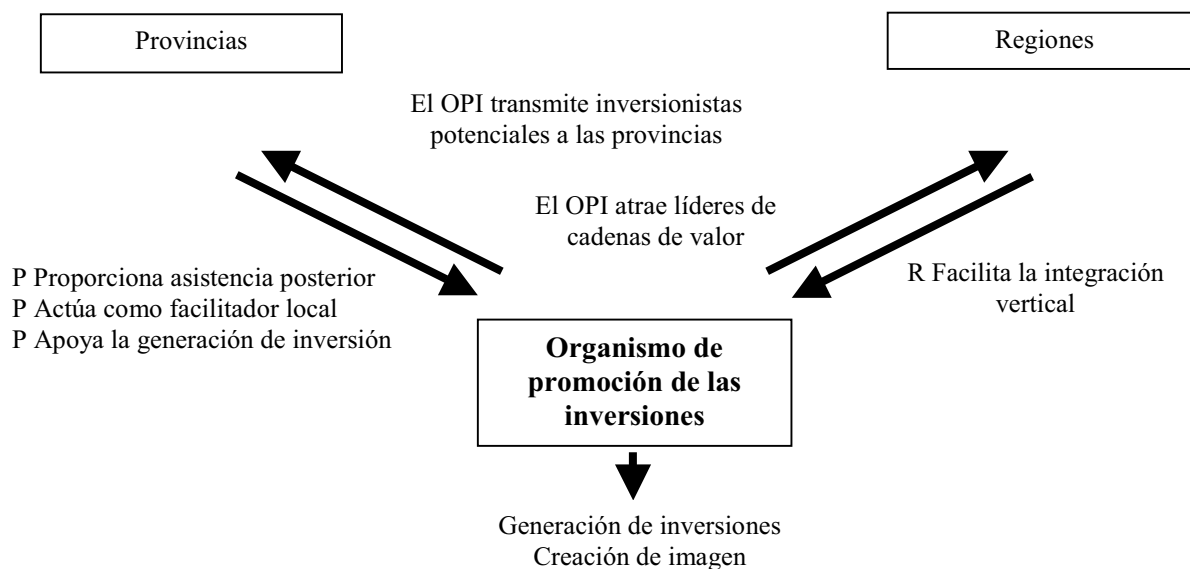 Provincias
Regiones
El OPI transmite inversionistas
potenciales a las provincias
El OPI atrae líderes de
cadenas de valor
P Proporciona asistencia posterior
P Actúa como facilitador local
P Apoya la generación de inversión
R Facilita la integración
vertical
Organismo de
promoción de las
inversiones
Generación de inversiones
Creación de imagen